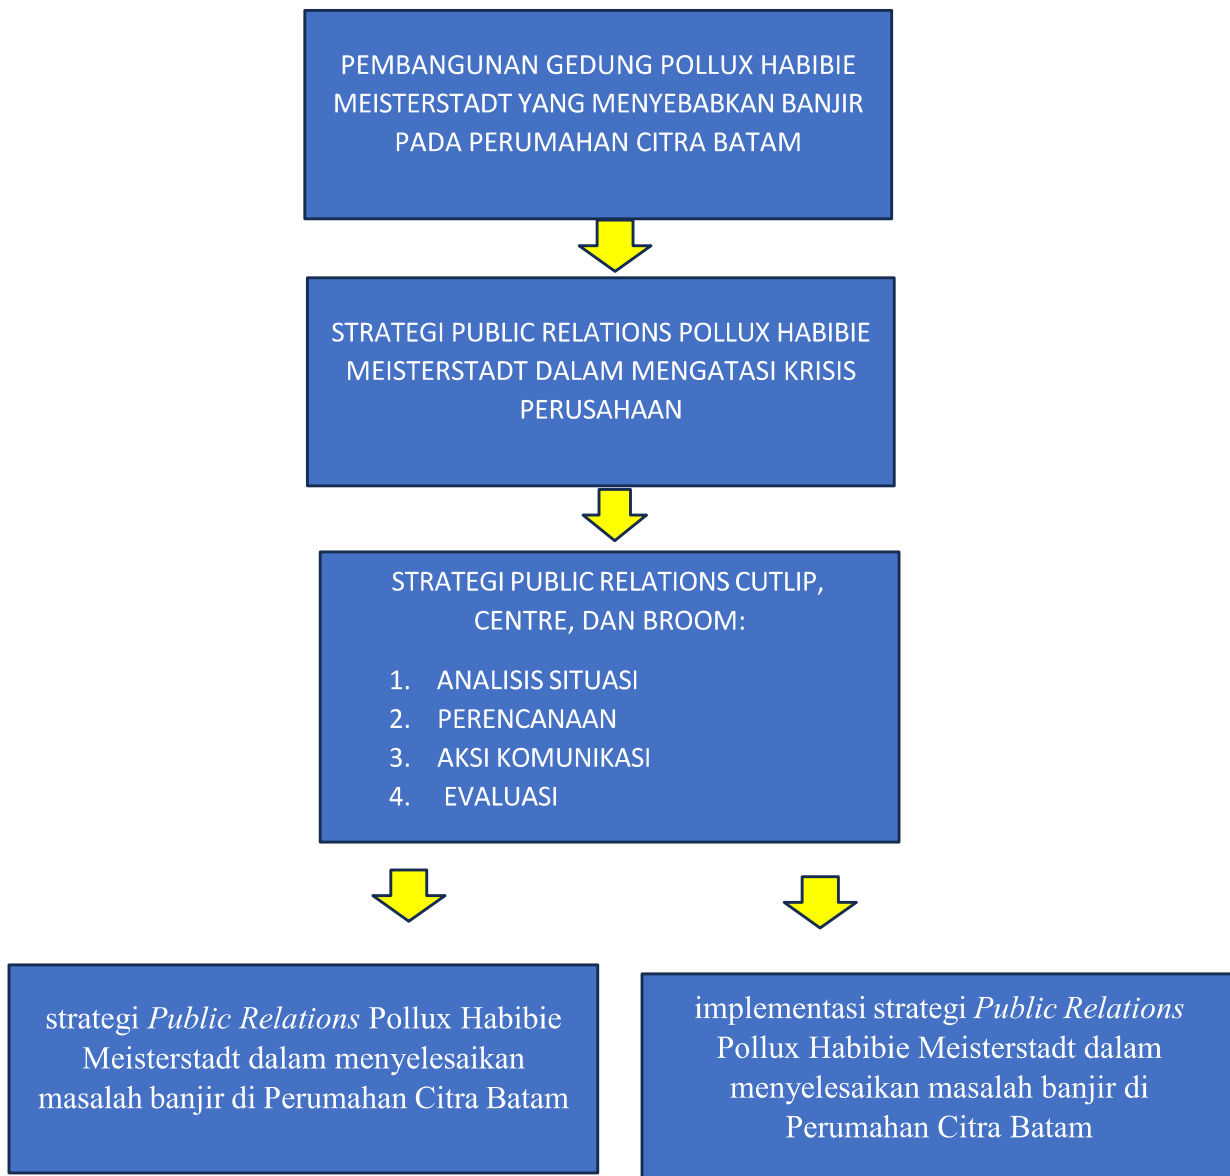 PEMBANGUNAN GEDUNG POLLUX HABIBIE
MEISTERSTADT YANG MENYEBABKAN BANJIR
PADA PERUMAHAN CITRA BATAM
STRATEGI PUBLIC RELATIONS POLLUX HABIBIE
MEISTERSTADT DALAM MENGATASI KRISIS
PERUSAHAAN
STRATEGI PUBLIC RELATIONS CUTLIP,
CENTRE, DAN BROOM:
1. ANALISIS SITUASI
2. PERENCANAAN
3. AKSI KOMUNIKASI
4. EVALUASI
strategi Public Relations Pollux Habibie
Meisterstadt dalam menyelesaikan
masalah banjir di Perumahan Citra Batam
implementasi strategi Public Relations
Pollux Habibie Meisterstadt dalam
menyelesaikan masalah banjir di
Perumahan Citra Batam